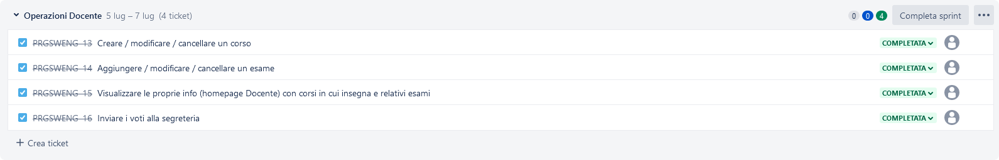 Operazioni Docente 5 lug – 7 lug (4 ticket) 0 0 4 Completa sprint
PRGSWENG-13 Creare / modificare / cancellare un corso COMPLETATA
PRGSWENG-14 Aggiungere / modificare / cancellare un esame COMPLETATA
PRGSWENG-15 Visualizzare le proprie info (homepage Docente) con corsi in cui insegna e relativi esami COMPLETATA
PRGSWENG-16 Inviare i voti alla segreteria COMPLETATA
+ Crea ticket